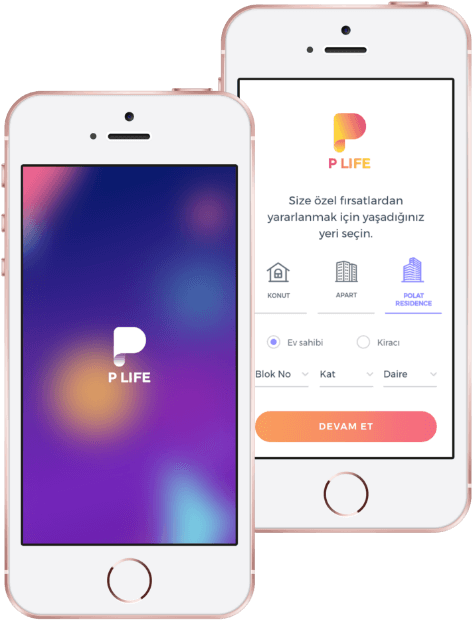 P LIFE
P LIFE
Size özel fırsatlardan
yararlanmak için yaşadığınız
yeri seçin.
KONUT
APART
POLAT
RESIDENCE
Ev sahibi
Kiracı
Blok No
Kat
Daire
DEVAM ET